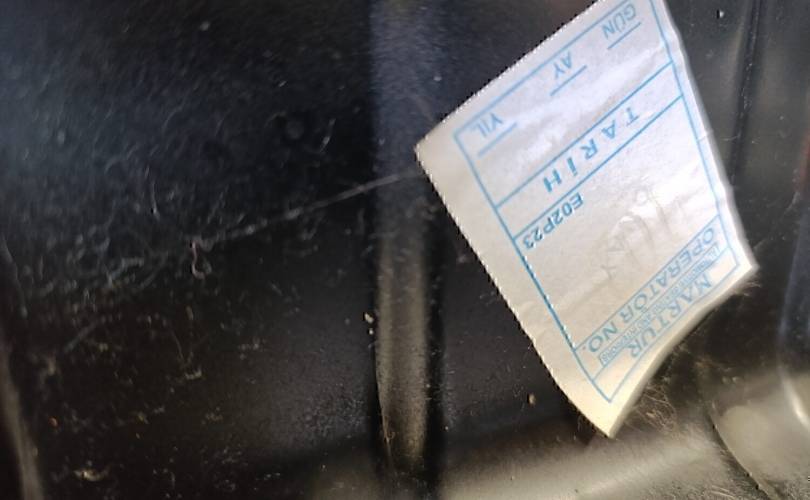 MARTUR
OPERATÖR NO.
E02P23
TARİH
GÜN AY YIL